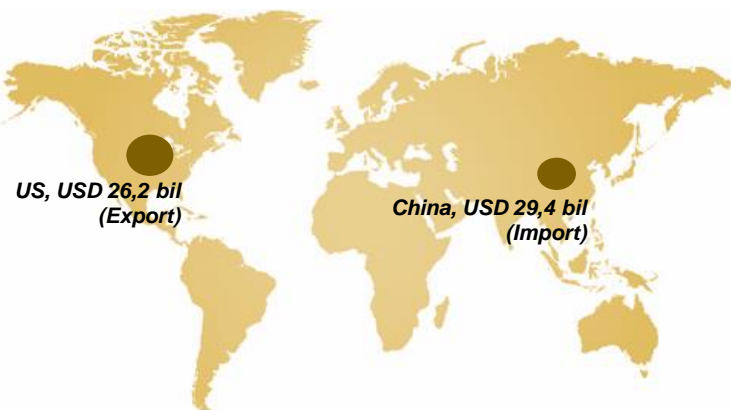 US, USD 26,2 bil
(Export)
China, USD 29,4 bil
(Import)